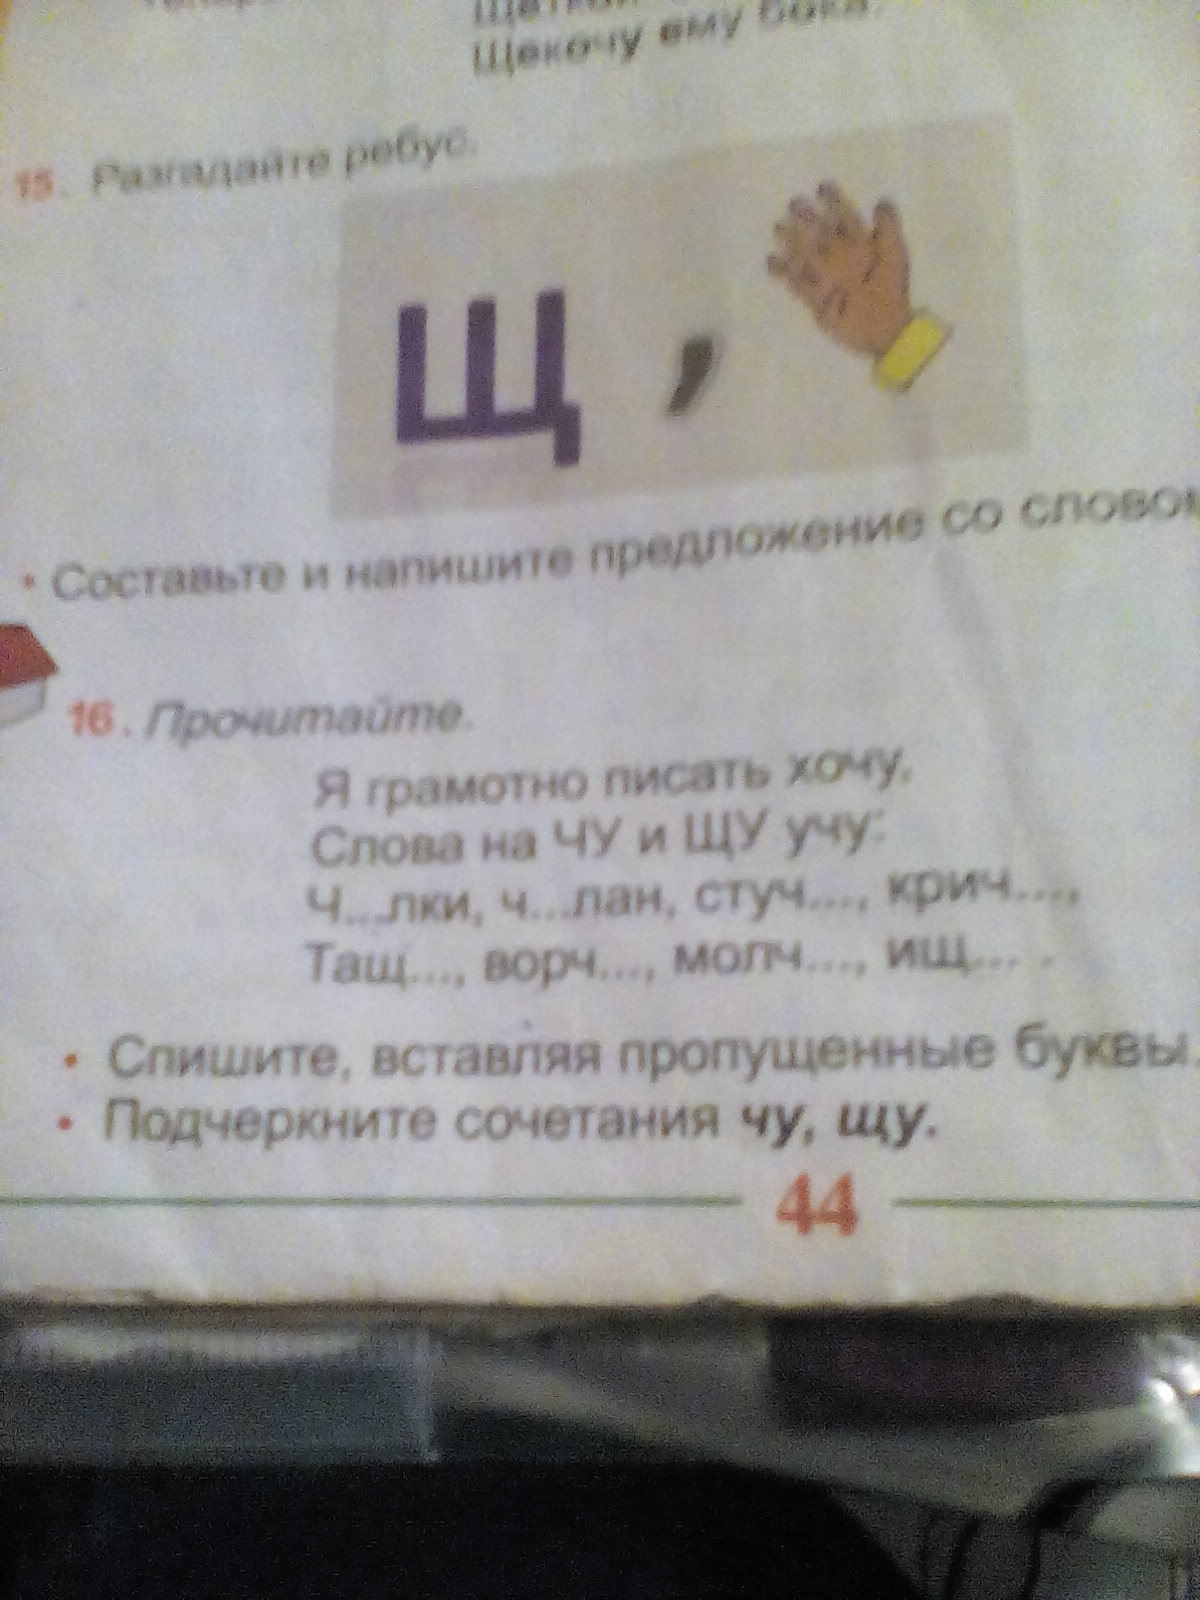 Щекочу ему бока.
15. Разгадайте ребус.
Щ ,
• Составьте и напишите предложение со
16. Прочитайте.
Я грамотно писать хочу,
Слова на ЧУ и ЩУ учу:
Ч...лки, ч...лан, стуч..., крич...,
Тащ..., ворч..., молч..., ищ... .
• Спишите, вставляя пропущенные буквы.
• Подчеркните сочетания чу, щу.
44